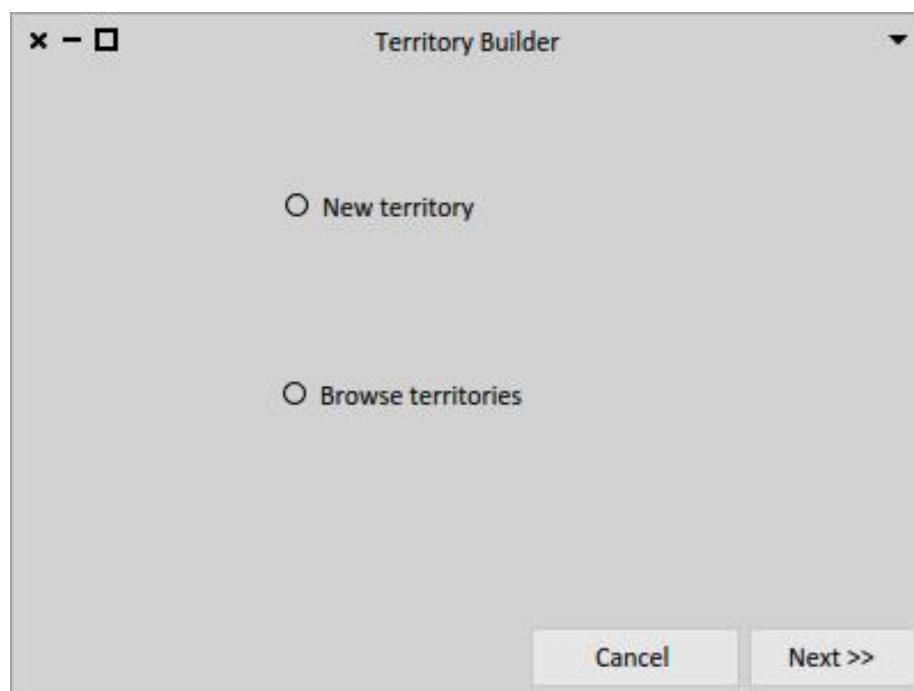 Territory Builder
New territory
Browse territories
Cancel Next >>